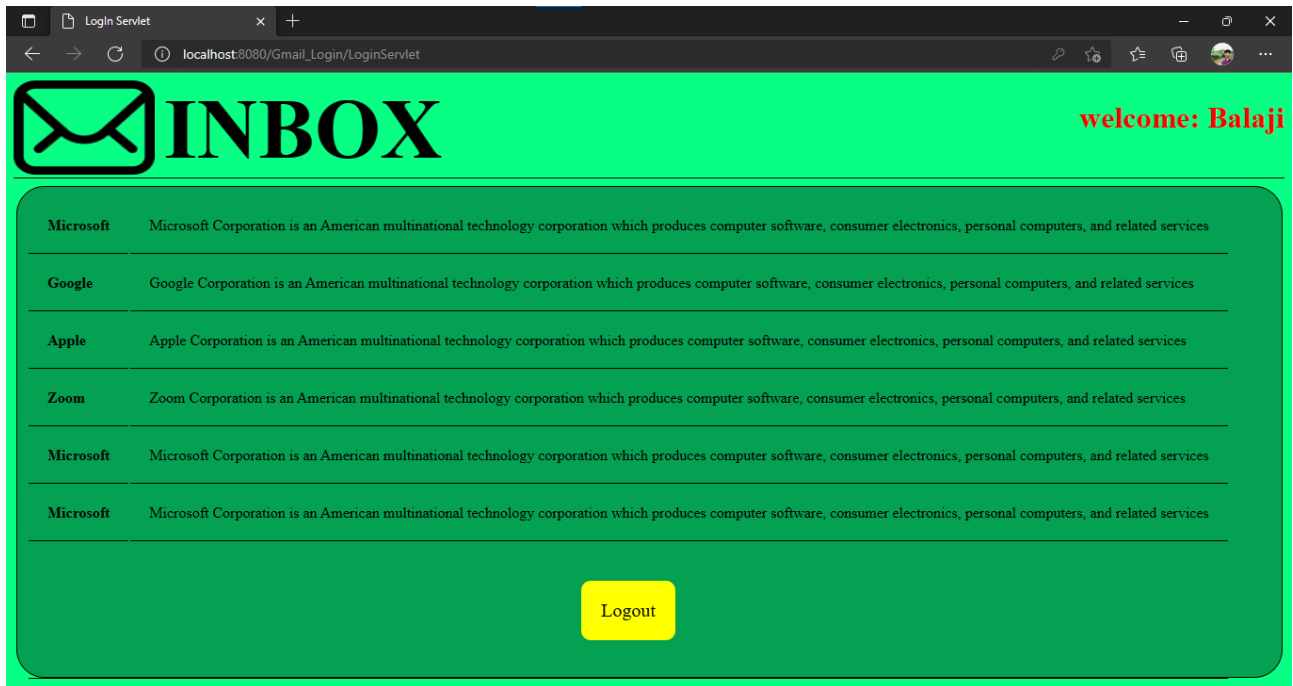 LogIn Servlet
localhost:8080/Gmail_Login/LoginServlet
INBOX
welcome: Balaji
Microsoft Microsoft Corporation is an American multinational technology corporation which produces computer software, consumer electronics, personal computers, and related services
Google Google Corporation is an American multinational technology corporation which produces computer software, consumer electronics, personal computers, and related services
Apple Apple Corporation is an American multinational technology corporation which produces computer software, consumer electronics, personal computers, and related services
Zoom Zoom Corporation is an American multinational technology corporation which produces computer software, consumer electronics, personal computers, and related services
Microsoft Microsoft Corporation is an American multinational technology corporation which produces computer software, consumer electronics, personal computers, and related services
Microsoft Microsoft Corporation is an American multinational technology corporation which produces computer software, consumer electronics, personal computers, and related services
Logout